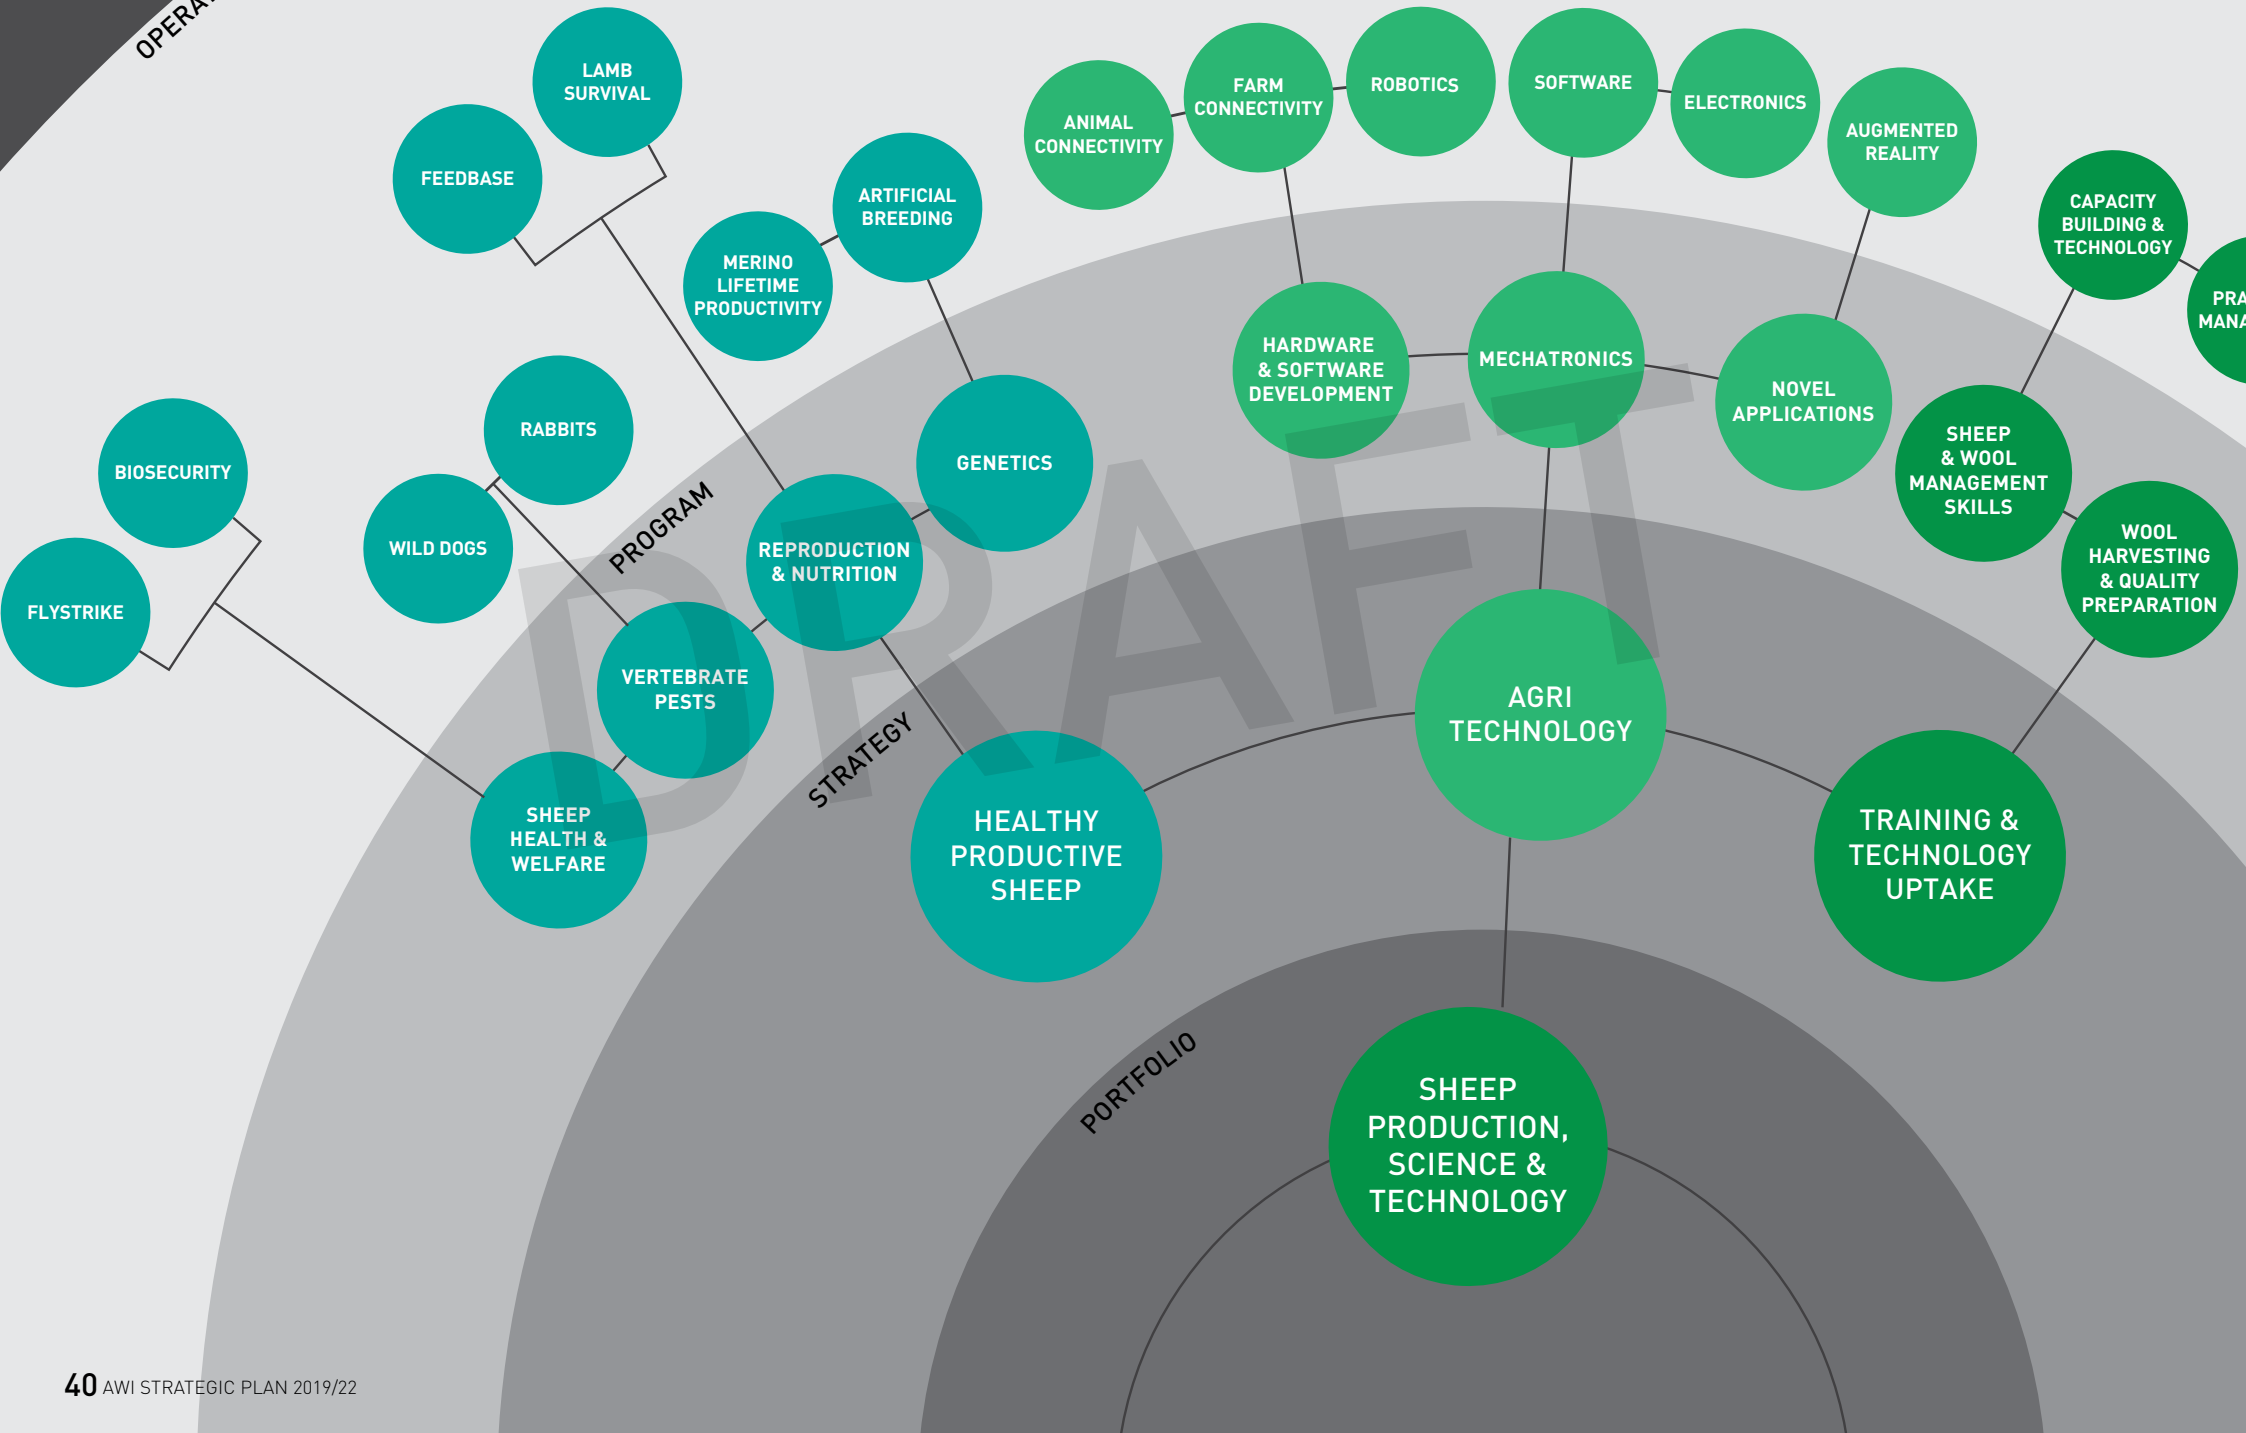 OPERAT
LAMB
SURVIVAL
FEEDBASE
ARTIFICIAL
BREEDING
MERINO
LIFETIME
PRODUCTIVITY
RABBITS
WILD DOGS
BIOSECURITY
FLYSTRIKE
ANIMAL
CONNECTIVITY
FARM
CONNECTIVITY
ROBOTICS
SOFTWARE
ELECTRONICS
AUGMENTED
REALITY
CAPACITY
BUILDING &
TECHNOLOGY
PRA
MANA
PROGRAM
GENETICS
REPRODUCTION
& NUTRITION
VERTEBRATE
PESTS
SHEEP
HEALTH &
WELFARE
HARDWARE
& SOFTWARE
DEVELOPMENT
MECHATRONICS
NOVEL
APPLICATIONS
SHEEP
& WOOL
MANAGEMENT
SKILLS
WOOL
HARVESTING
& QUALITY
PREPARATION
DRAFT
STRATEGY
HEALTHY
PRODUCTIVE
SHEEP
AGRI
TECHNOLOGY
TRAINING &
TECHNOLOGY
UPTAKE
PORTFOLIO
SHEEP
PRODUCTION,
SCIENCE &
TECHNOLOGY
40 AWI STRATEGIC PLAN 2019/22